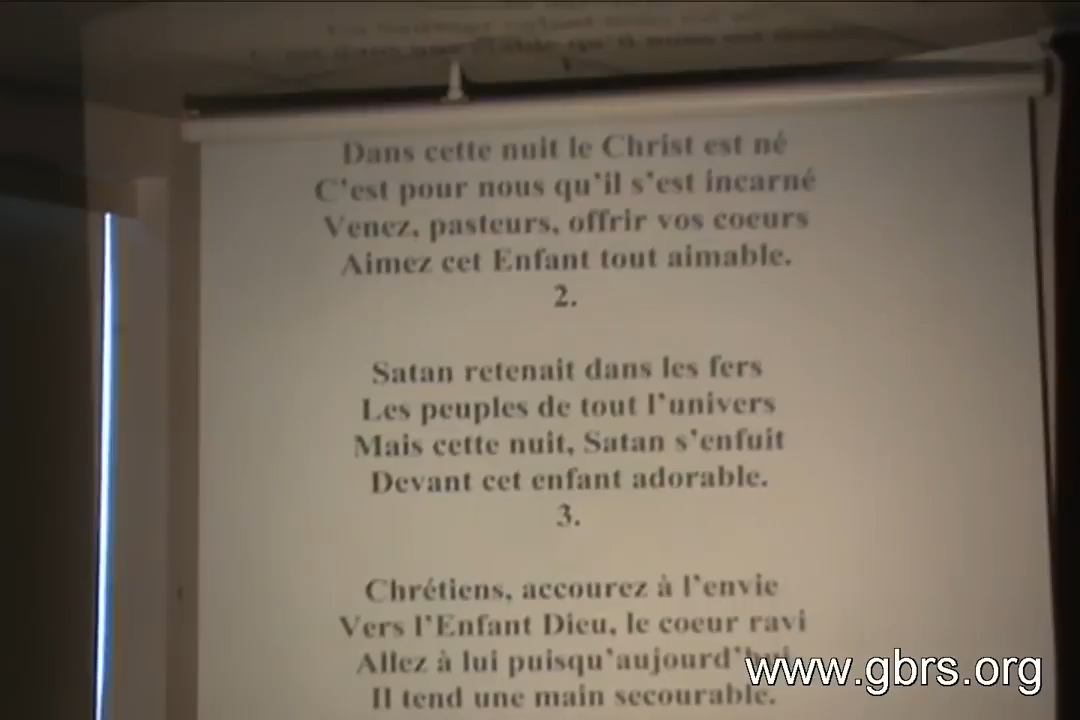 Dans cette nuit le Christ est né
C'est pour nous qu'il s'est incarné
Venez, pasteurs, offrir vos coeurs
Aimez cet Enfant tout aimable.
2.
Satan retenait dans les fers
Les peuples de tout l'univers
Mais cette nuit, Satan s'enfuit
Devant cet enfant adorable.
3.
Chrétiens, accourez à l'envie
Vers l'Enfant Dieu, le coeur ravi
Allez à lui puisqu'aujourd'hui
Il tend une main secourable.
www.gbrs.org